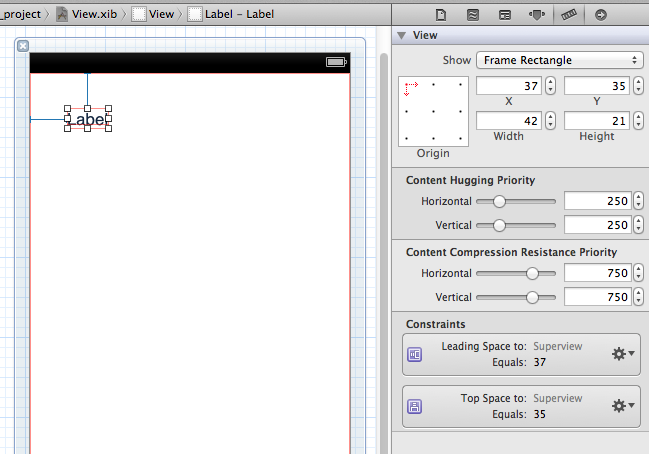 _project View.xib View Label – Label
View
Show Frame Rectangle
37 35
X Y
42 21
Width Height
Origin
Content Hugging Priority
Horizontal 250
Vertical 250
Content Compression Resistance Priority
Horizontal 750
Vertical 750
Constraints
Leading Space to: Superview
Equals: 37
Top Space to: Superview
Equals: 35
Label